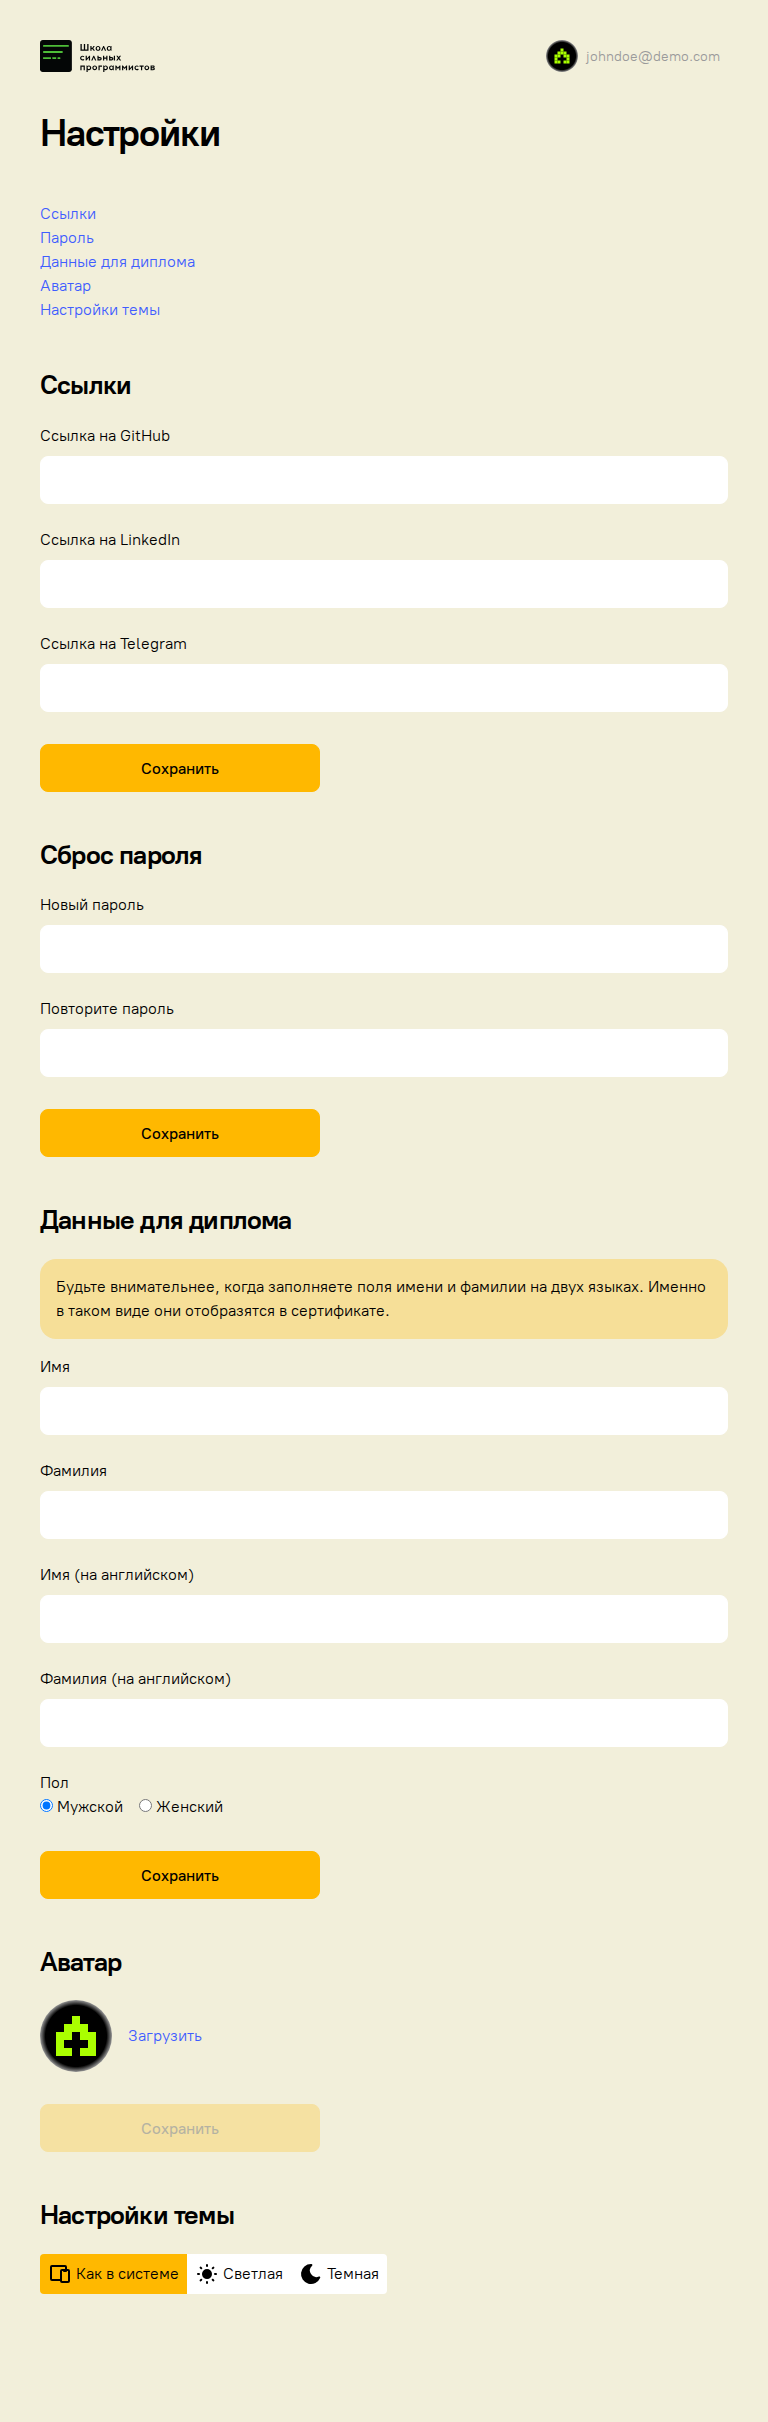 Школа
сильных
программистов
johndoe@demo.com
Настройки
Ссылки
Пароль
Данные для диплома
Аватар
Настройки темы
Ссылки
Ссылка на GitHub
Ссылка на LinkedIn
Ссылка на Telegram
Сохранить
Сброс пароля
Новый пароль
Повторите пароль
Сохранить
Данные для диплома
Будьте внимательнее, когда заполняете поля имени и фамилии на двух языках. Именно
в таком виде они отобразятся в сертификате.
Имя
Фамилия
Имя (на английском)
Фамилия (на английском)
Пол
Мужской Женский
Сохранить
Аватар
Загрузить
Сохранить
Настройки темы
Как в системе Светлая Темная